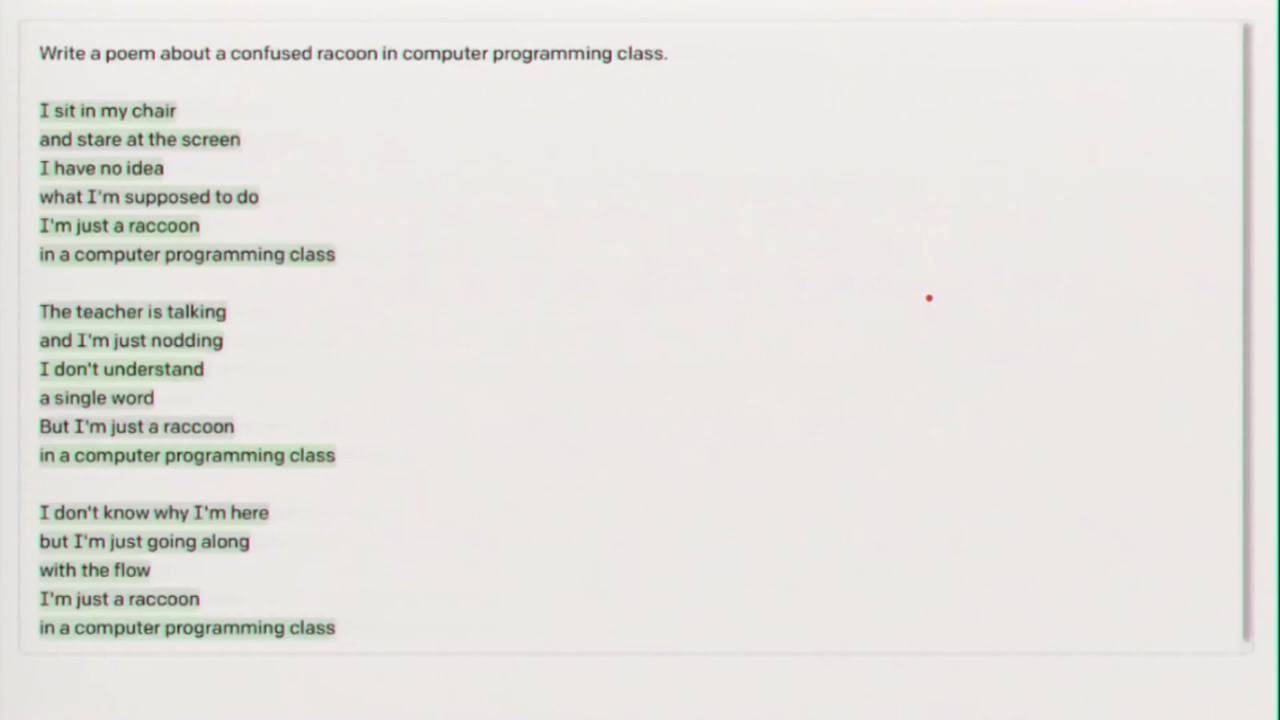 Write a poem about a confused racoon in computer programming class.
I sit in my chair
and stare at the screen
I have no idea
what I'm supposed to do
I'm just a raccoon
in a computer programming class
The teacher is talking
and I'm just nodding
I don't understand
a single word
But I'm just a raccoon
in a computer programming class
I don't know why I'm here
but I'm just going along
with the flow
I'm just a raccoon
in a computer programming class